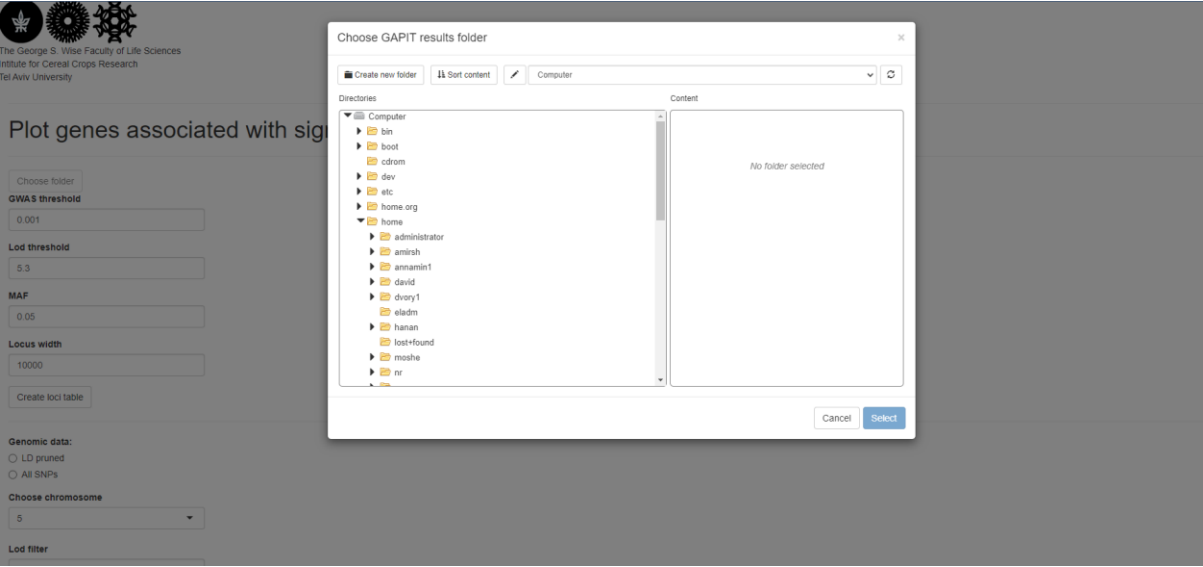 The George S. Wise Faculty of Life Sciences
Intitute for Cereal Crops Research
Tel Aviv University
Plot genes associated with sig
Choose folder
GWAS threshold
0.001
Lod threshold
5.3
MAF
0.05
Locus width
10000
Create loci table
Genomic data:
LD pruned
All SNPs
Choose chromosome
5
Lod filter
Choose GAPIT results folder
×
Create new folder
Sort content
Computer
Directories
Content
Computer
bin
boot
cdrom
dev
etc
home.org
home
administrator
amirsh
annamin1
david
dvory1
eladm
hanan
lost+found
moshe
nr
No folder selected
Cancel
Select